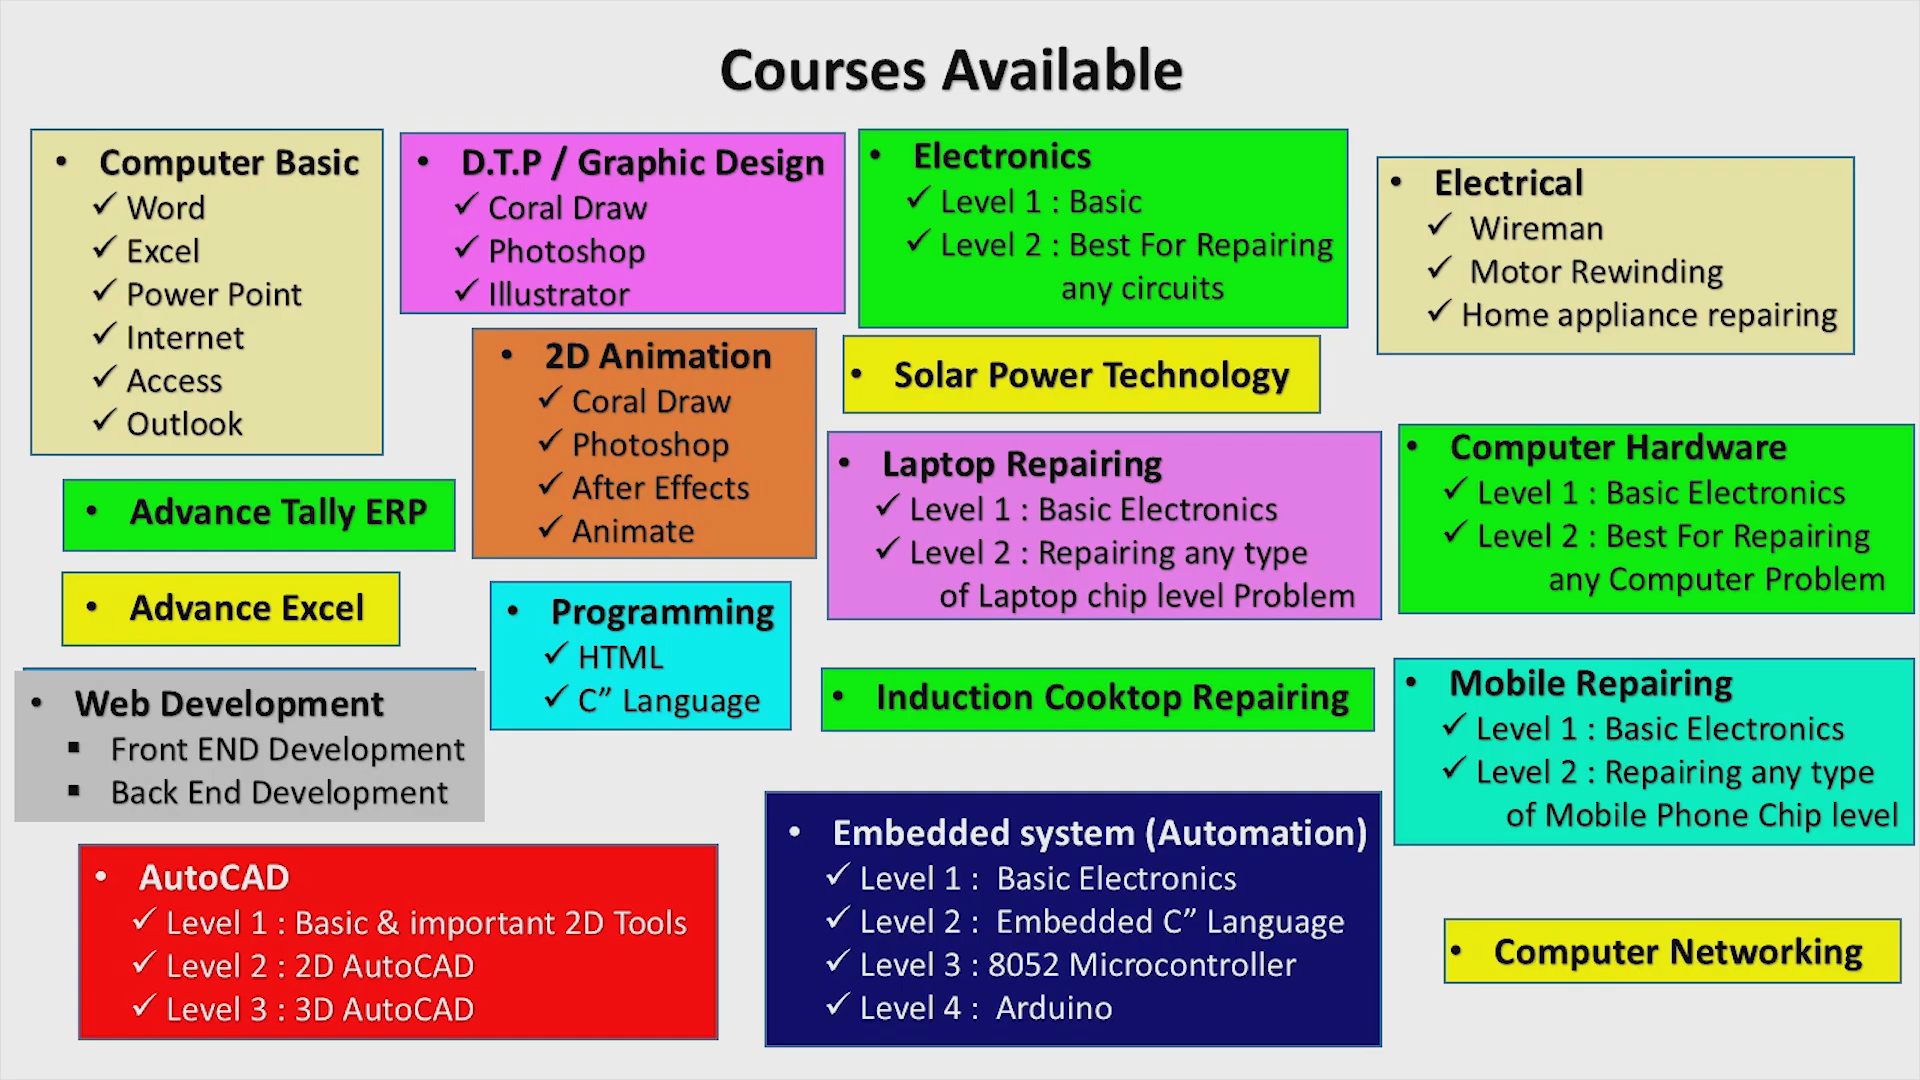 Courses Available
• Computer Basic
✓ Word
✓ Excel
✓ Power Point
✓ Internet
✓ Access
✓ Outlook
• D.T.P / Graphic Design
✓ Coral Draw
✓ Photoshop
✓ Illustrator
• Electronics
✓ Level 1 : Basic
✓ Level 2 : Best For Repairing
any circuits
• Electrical
✓ Wireman
✓ Motor Rewinding
✓ Home appliance repairing
• 2D Animation
✓ Coral Draw
✓ Photoshop
✓ After Effects
✓ Animate
• Solar Power Technology
• Advance Tally ERP
• Laptop Repairing
✓ Level 1 : Basic Electronics
✓ Level 2 : Repairing any type
of Laptop chip level Problem
• Computer Hardware
✓ Level 1 : Basic Electronics
✓ Level 2 : Best For Repairing
any Computer Problem
• Advance Excel
• Programming
✓ HTML
✓ C” Language
• Web Development
▪ Front END Development
▪ Back End Development
• Induction Cooktop Repairing
• Mobile Repairing
✓ Level 1 : Basic Electronics
✓ Level 2 : Repairing any type
of Mobile Phone Chip level
• AutoCAD
✓ Level 1 : Basic & important 2D Tools
✓ Level 2 : 2D AutoCAD
✓ Level 3 : 3D AutoCAD
• Embedded system (Automation)
✓ Level 1 : Basic Electronics
✓ Level 2 : Embedded C” Language
✓ Level 3 : 8052 Microcontroller
✓ Level 4 : Arduino
• Computer Networking